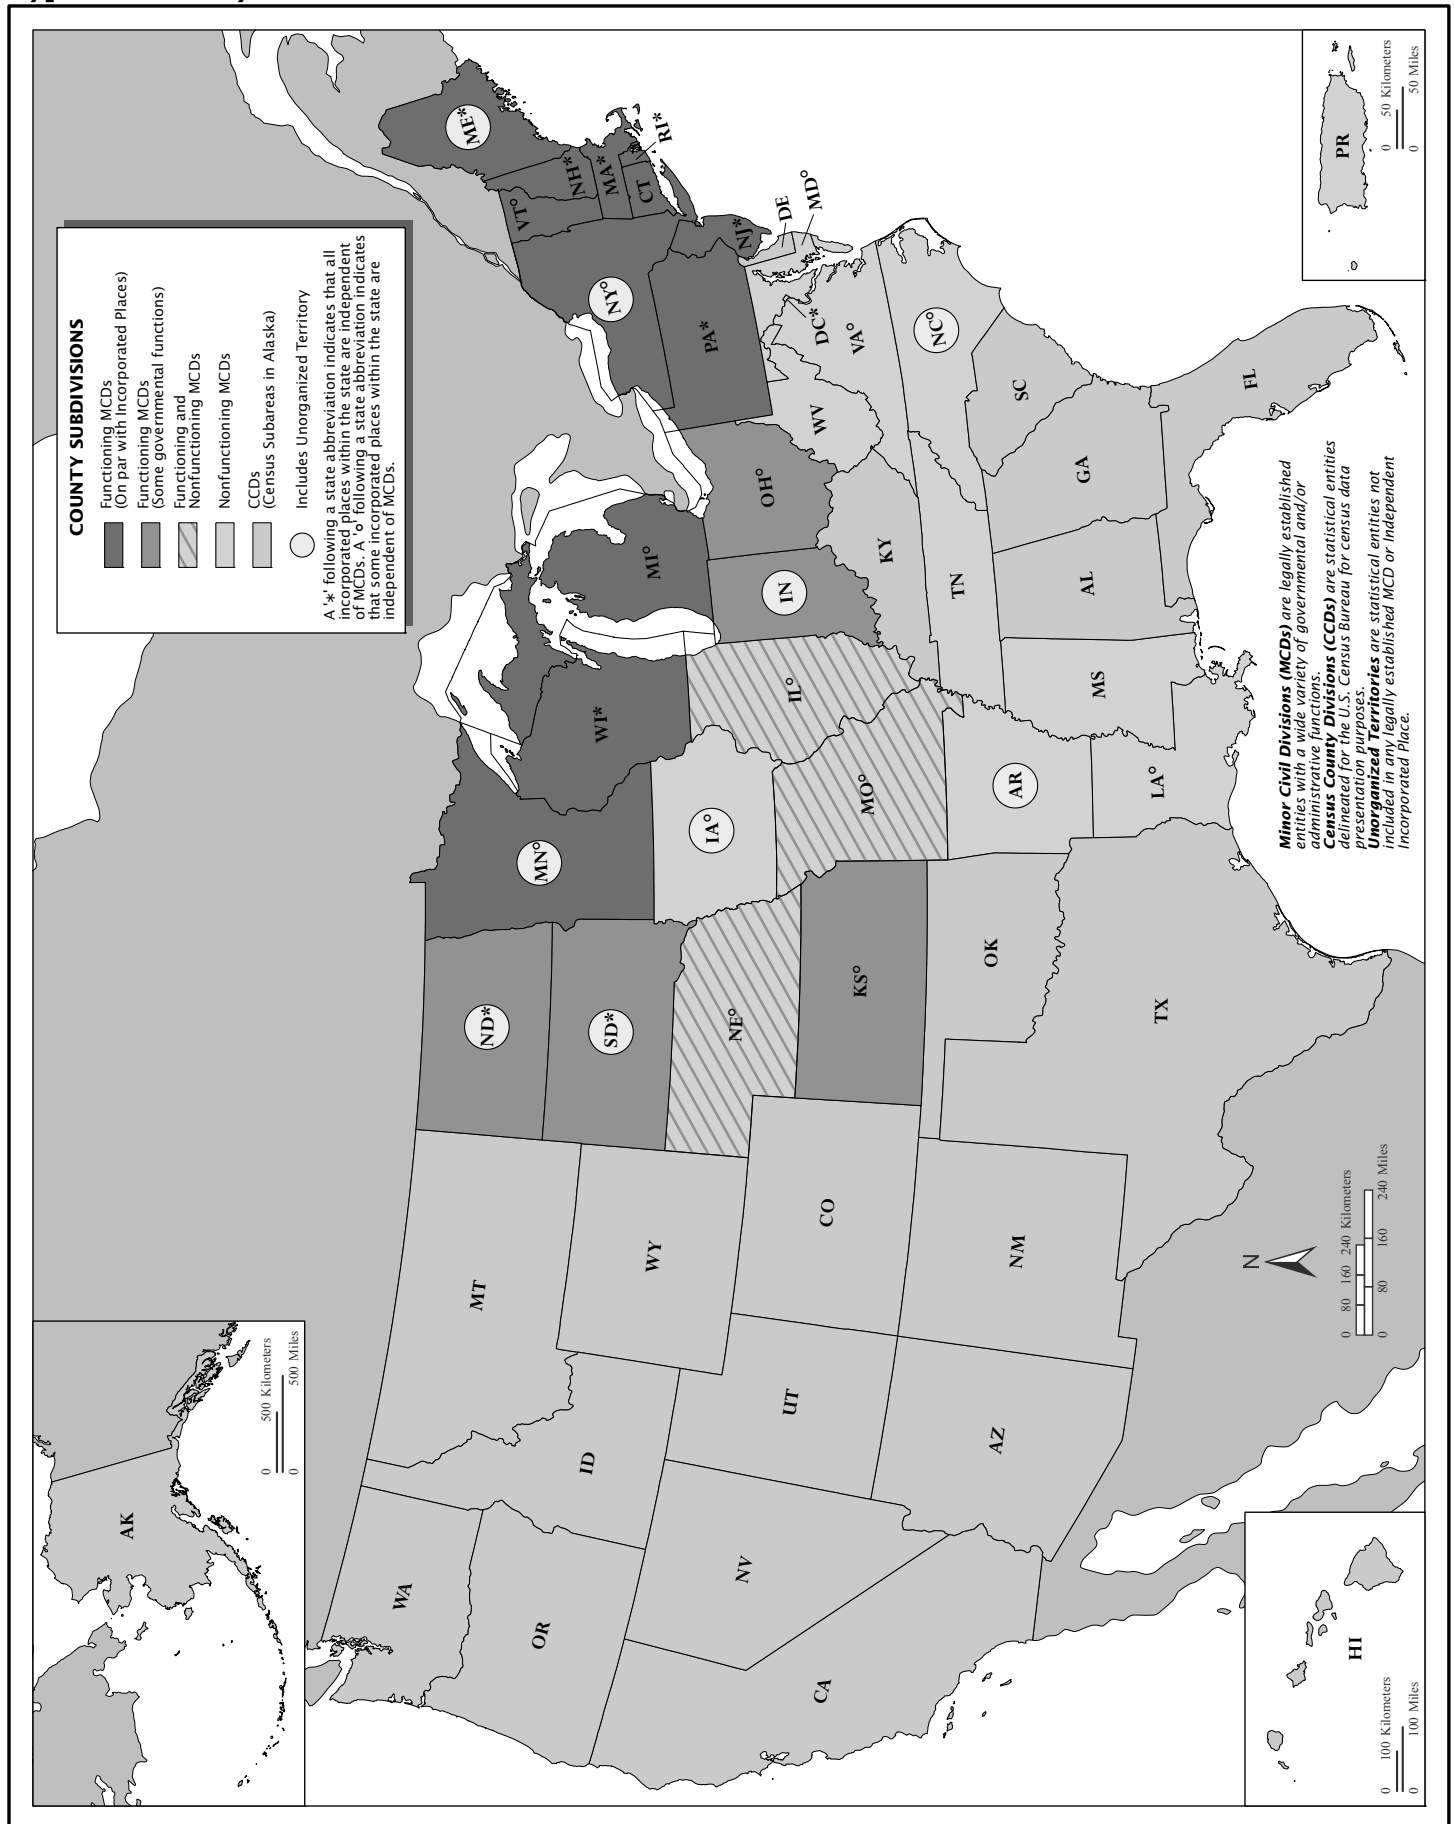 COUNTY SUBDIVISIONS
Functioning MCDs
(On par with Incorporated Places)
Functioning MCDs
(Some governmental functions)
Functioning and
Nonfunctioning MCDs
Nonfunctioning MCDs
CCDs
(Census Subareas in Alaska)
Includes Unorganized Territory
A '*' following a state abbreviation indicates that all
incorporated places within the state are independent
of MCDs. A 'o' following a state abbreviation indicates
that some incorporated places within the state are
independent of MCDs.
AK
0 500 Kilometers
0 500 Miles
WA
OR
CA
NV
ID
MT
WY
UT
AZ
CO
NM
ND*
SD*
NE°
KS°
OK
TX
MN°
IA°
MO°
AR
LA°
WI*
IL°
MI°
IN
OH°
KY
TN
MS
AL
GA
FL
SC
NC°
VA°
WV
DC*
MD°
DE
PA*
NJ*
NY°
CT
RI*
MA*
VT°
NH*
ME*
HI
0 100 Kilometers
0 100 Miles
N
0 80 160 240 Kilometers
0 80 160 240 Miles
Minor Civil Divisions (MCDs) are legally established
entities with a wide variety of governmental and/or
administrative functions.
Census County Divisions (CCDs) are statistical entities
delineated for the U.S. Census Bureau for census data
presentation purposes.
Unorganized Territories are statistical entities not
included in any legally established MCD or Independent
Incorporated Place.
PR
0 50 Kilometers
0 50 Miles